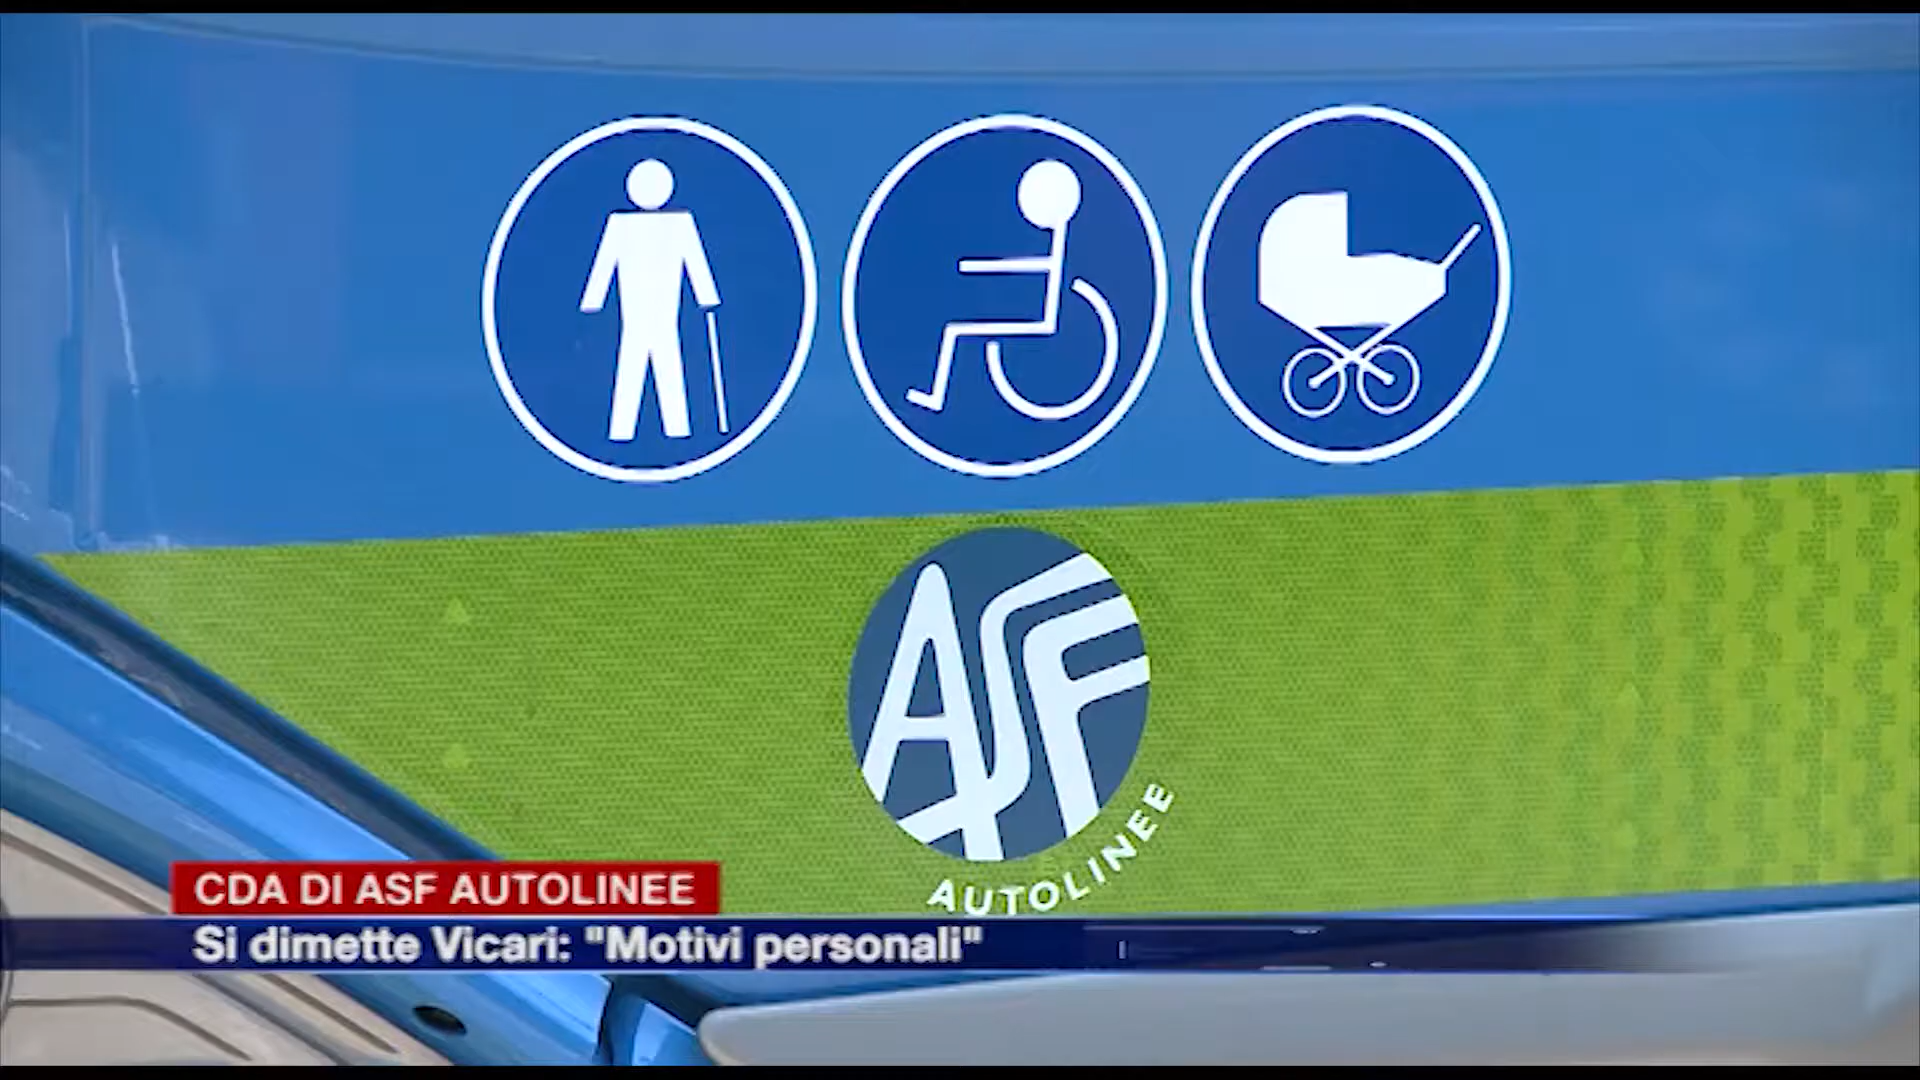 ASF
AUTOLINEE
CDA DI ASF AUTOLINEE
Si dimette Vicari: "Motivi personali"